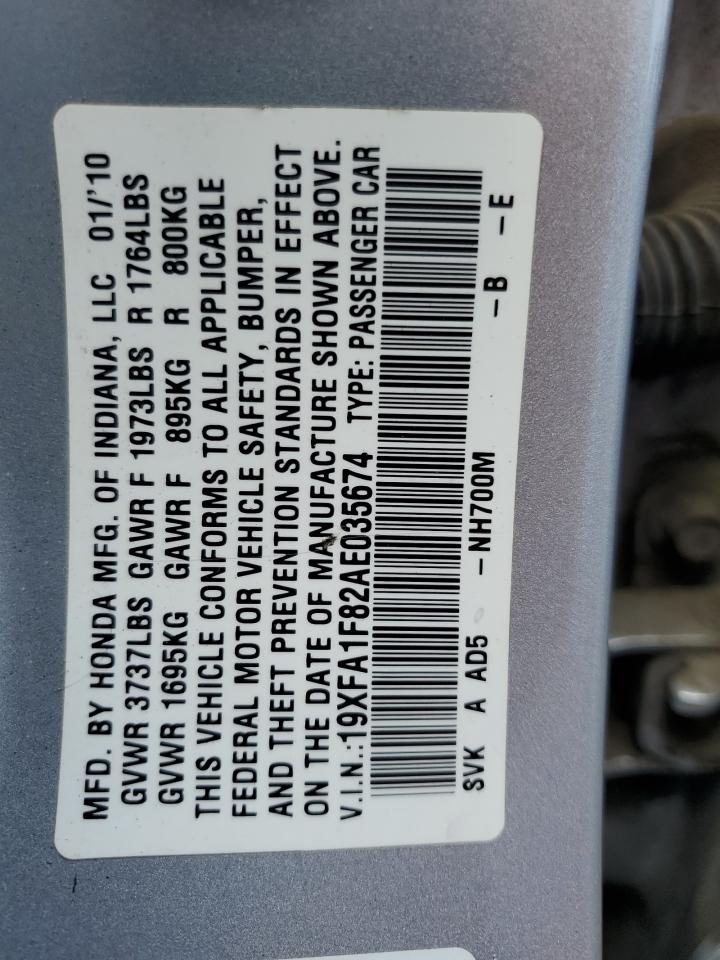 MFD. BY HONDA MFG. OF INDIANA, LLC 01/'10
GVWR 3737LBS GAWR F 1973LBS R 1764LBS
GVWR 1695KG GAWR F 895KG R 800KG
THIS VEHICLE CONFORMS TO ALL APPLICABLE
FEDERAL MOTOR VEHICLE SAFETY, BUMPER,
AND THEFT PREVENTION STANDARDS IN EFFECT
ON THE DATE OF MANUFACTURE SHOWN ABOVE.
V.I.N.:19XFA1F82AE035674 TYPE: PASSENGER CAR
SVK A AD5 -NH700M -B -E